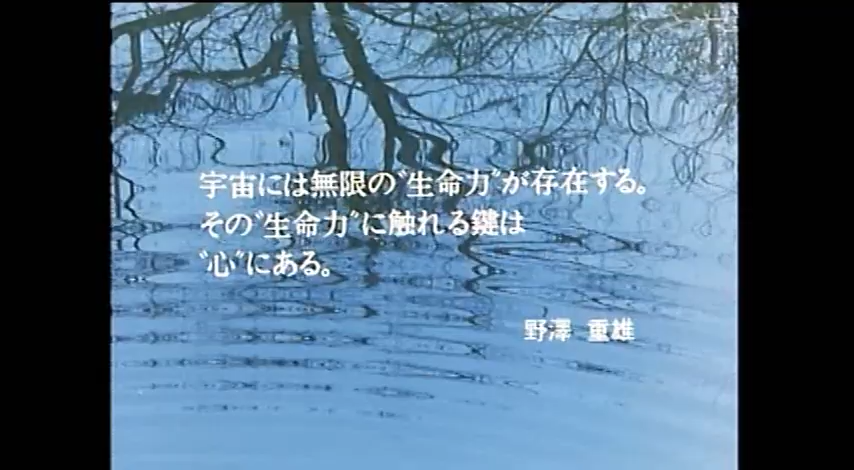 宇宙には無限の〝生命力〟が存在する。
その〝生命力〟に触れる鍵は
〝心〟にある。
野澤 重雄